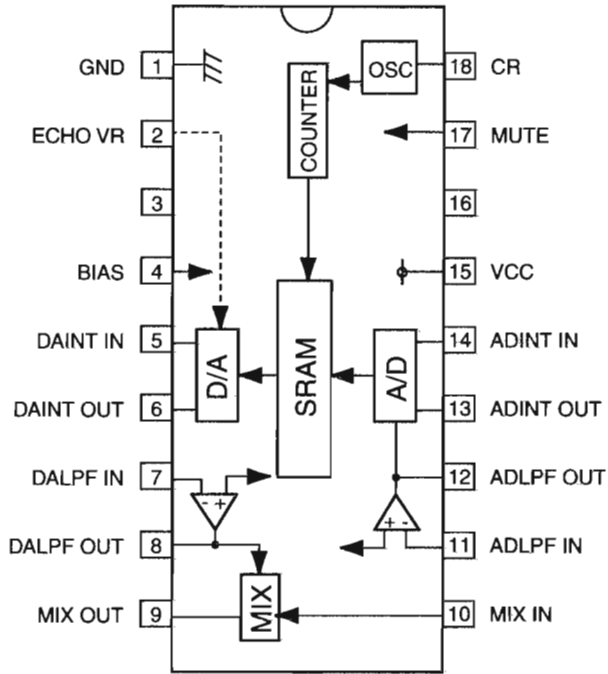 GND 1 OSC 18 CR
COUNTER
ECHO VR 2 17 MUTE
3 16
BIAS 4 15 VCC
DAINT IN 5 14 ADINT IN
D/A SRAM A/D
DAINT OUT 6 13 ADINT OUT
DALPF IN 7 12 ADLPF OUT
- + + -
DALPF OUT 8 11 ADLPF IN
MIX OUT 9 MIX 10 MIX IN